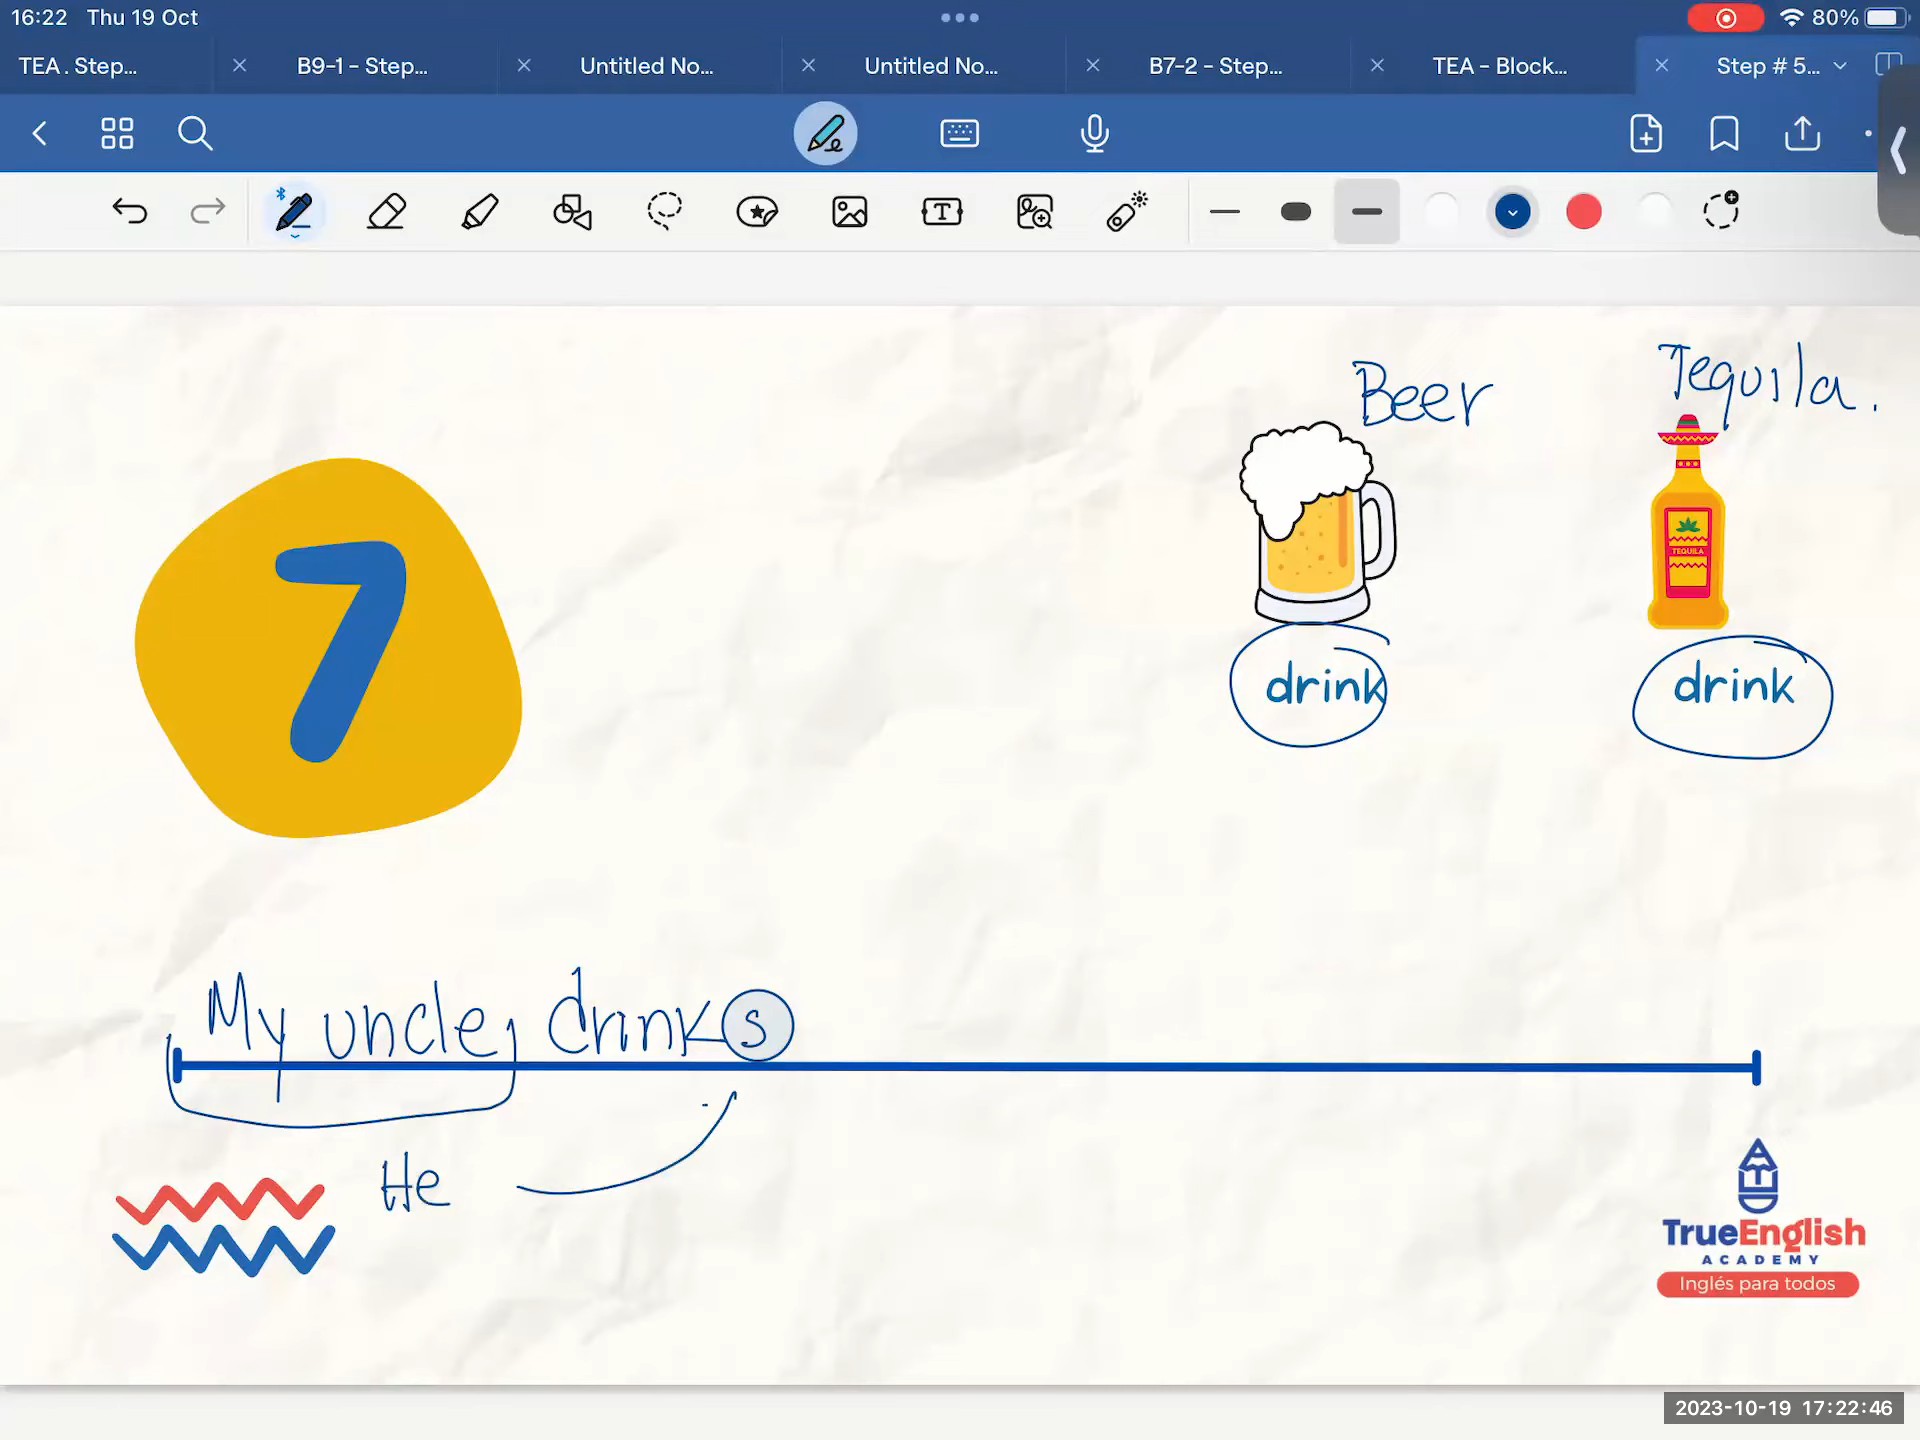 16:22 Thu 19 Oct
80%
TEA . Step...
B9-1 - Step...
Untitled No...
Untitled No...
B7-2 - Step...
TEA - Block...
Step # 5...
T
Beer
Tequila.
7
TEQUILA
drink
drink
My uncle drinks
He
TrueEnglish
ACADEMY
Inglés para todos
2023-10-19 17:22:46